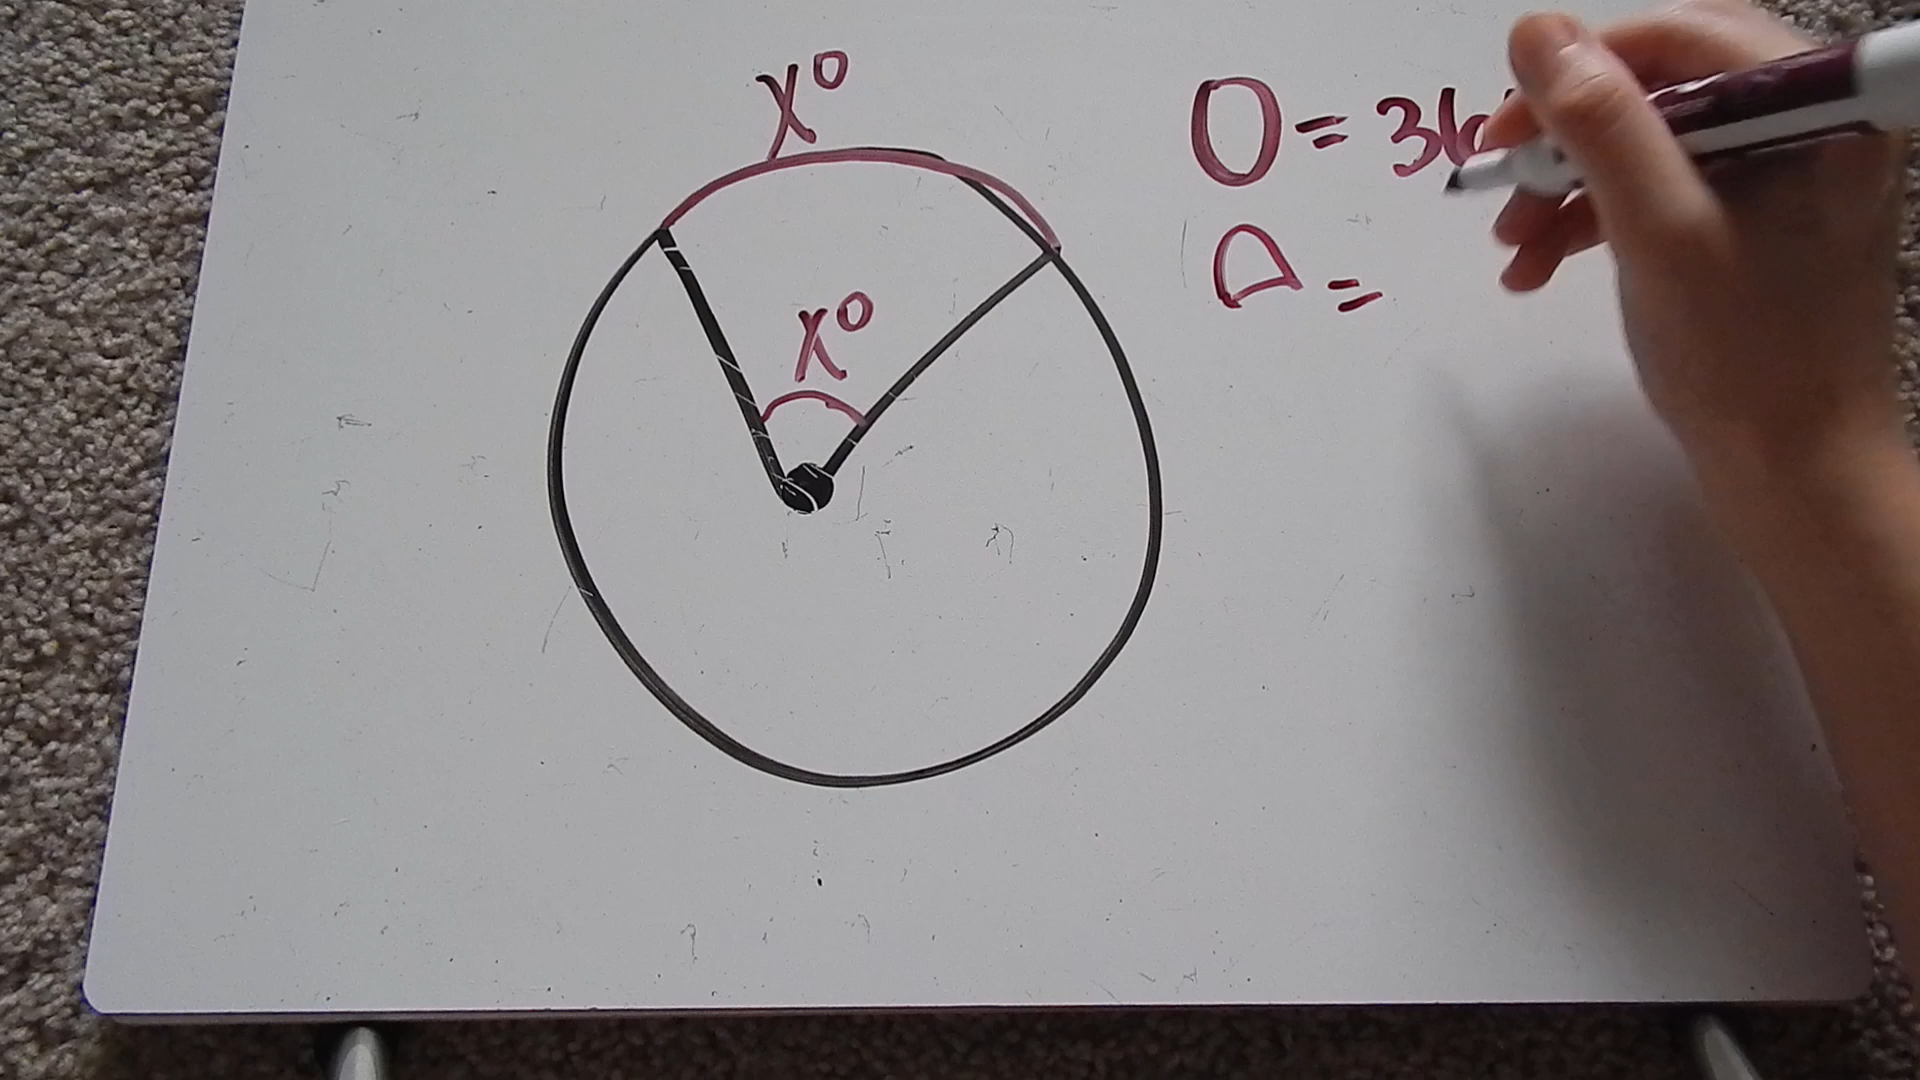 x°
x°
O = 36
=